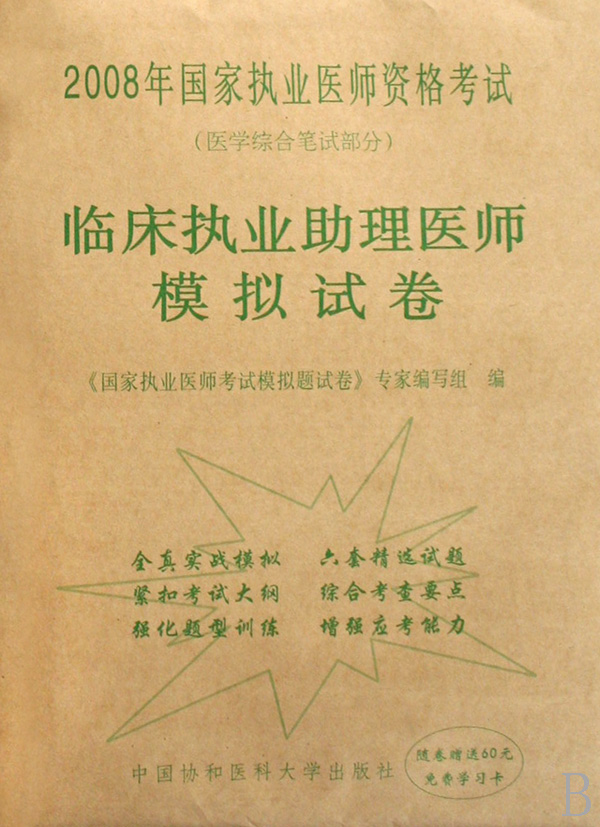 2008年国家执业医师资格考试
(医学综合笔试部分)
临床执业助理医师
模拟试卷
《国家执业医师考试模拟题试卷》专家编写组 编
全真实战模拟 六套精选试题
紧扣考试大纲 综合考查要点
强化题型训练 增强应考能力
随卷赠送60元
免费学习卡
中国协和医科大学出版社
B